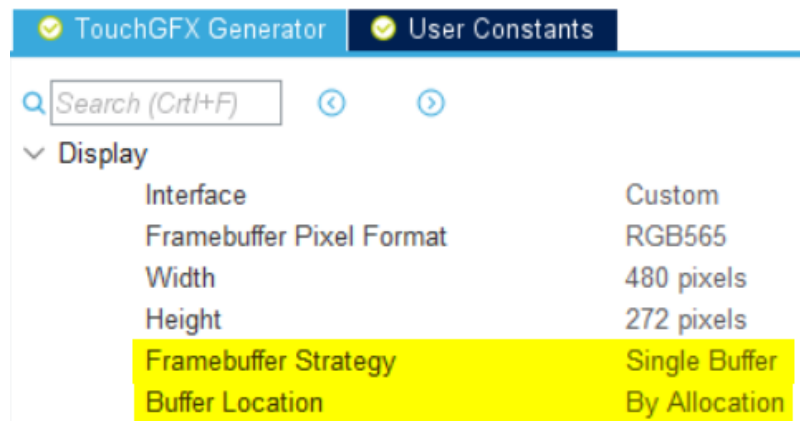 TouchGFX Generator User Constants
Search (Crtl+F)
Display
Interface Custom
Framebuffer Pixel Format RGB565
Width 480 pixels
Height 272 pixels
Framebuffer Strategy Single Buffer
Buffer Location By Allocation